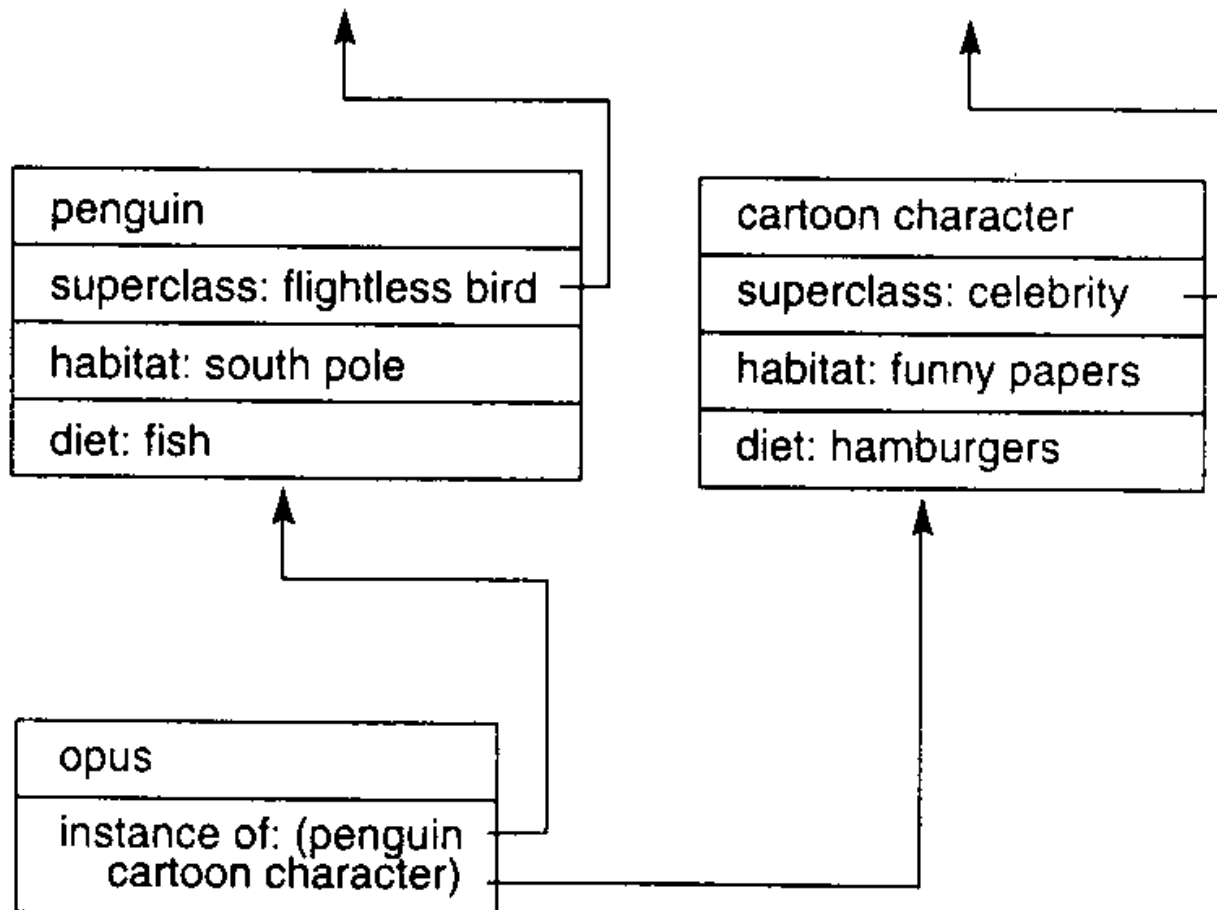 penguin
superclass: flightless bird
habitat: south pole
diet: fish
cartoon character
superclass: celebrity
habitat: funny papers
diet: hamburgers
opus
instance of: (penguin
cartoon character)